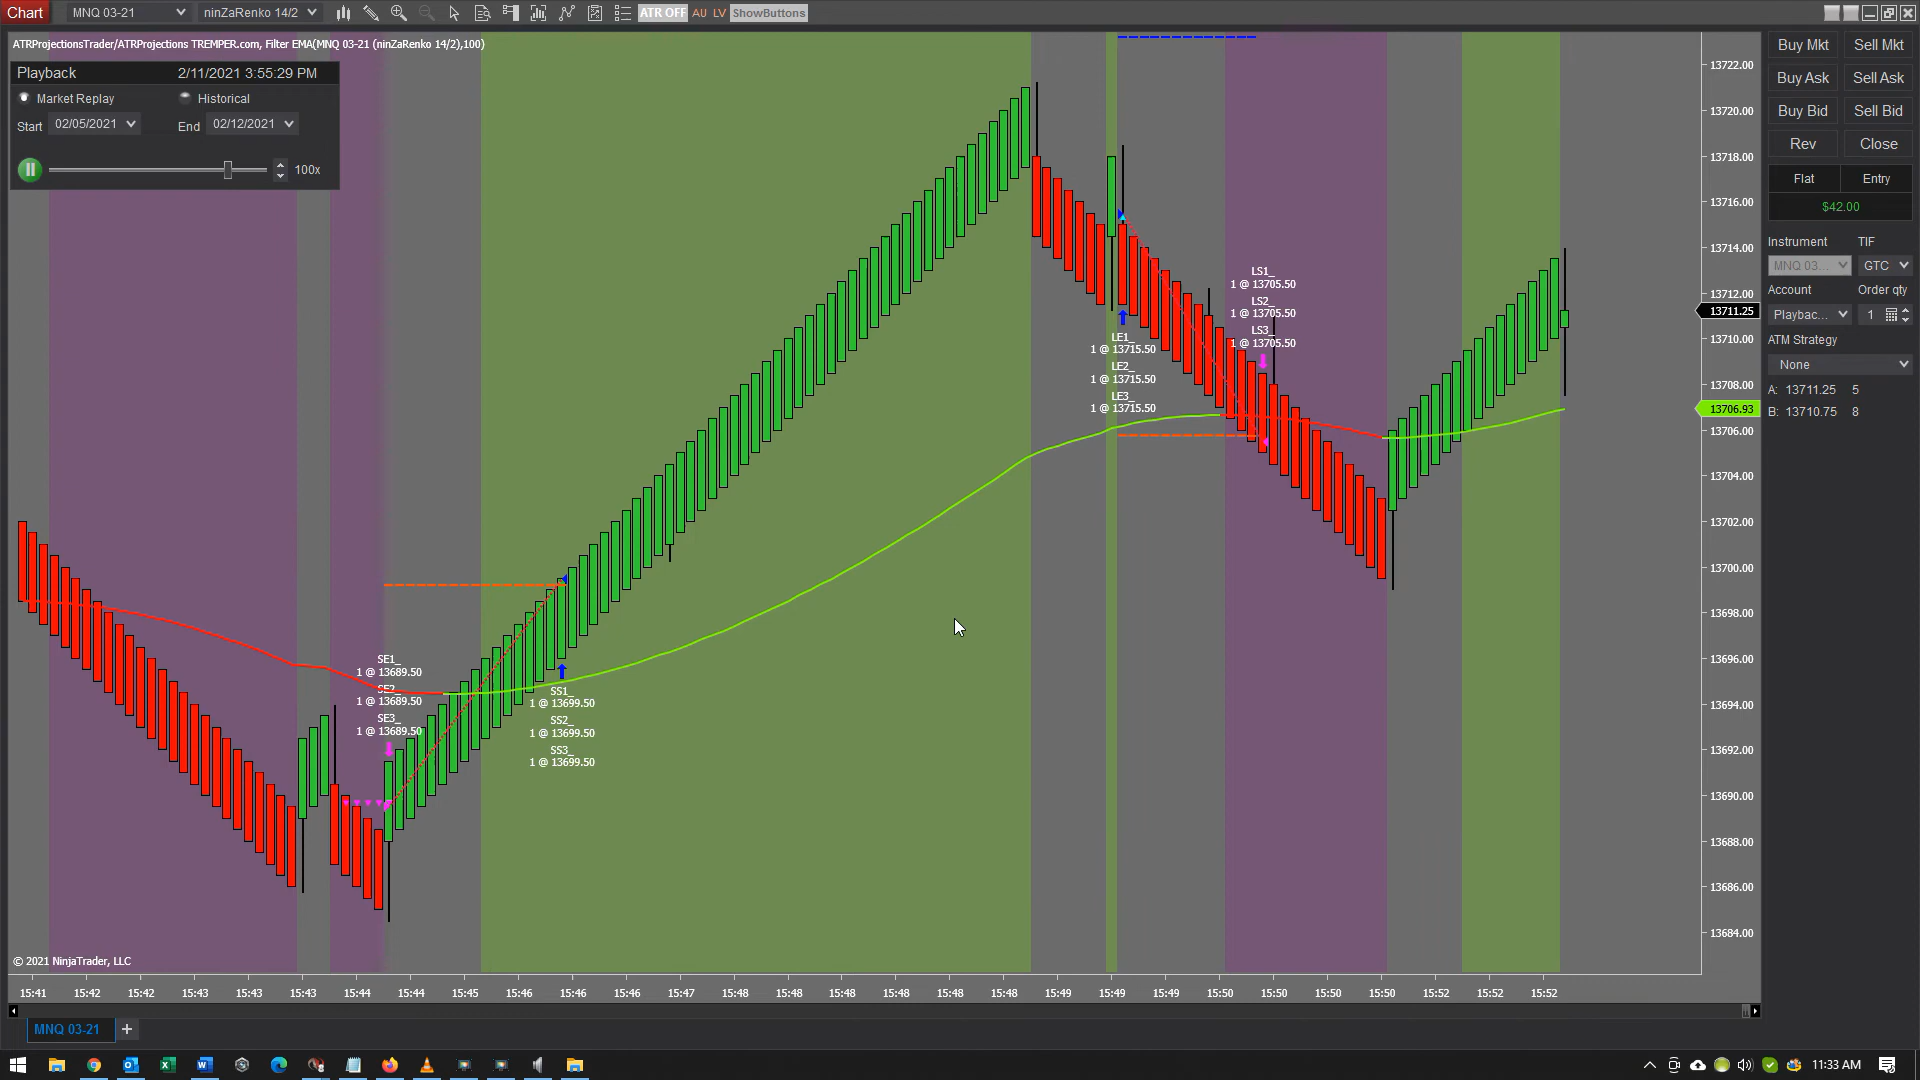 Chart
MNQ 03-21
ninZaRenko 14/2
ATR OFF
AU
LV
ShowButtons
ATRProjectionsTrader/ATRProjections TREMPER.com, Filter EMA(MNQ 03-21 (ninZaRenko 14/2),100)
Playback
2/11/2021 3:55:29 PM
Market Replay
Historical
Start
02/05/2021
End
02/12/2021
100x
SE1_
1 @ 13689.50
SE2_
1 @ 13689.50
SE3_
1 @ 13689.50
SS1_
1 @ 13699.50
SS2_
1 @ 13699.50
SS3_
1 @ 13699.50
LE1_
1 @ 13715.50
LE2_
1 @ 13715.50
LE3_
1 @ 13715.50
LS1_
1 @ 13705.50
LS2_
1 @ 13705.50
LS3_
1 @ 13705.50
13722.00
13720.00
13718.00
13716.00
13714.00
13712.00
13711.25
13710.00
13708.00
13706.93
13706.00
13704.00
13702.00
13700.00
13698.00
13696.00
13694.00
13692.00
13690.00
13688.00
13686.00
13684.00
Buy Mkt
Sell Mkt
Buy Ask
Sell Ask
Buy Bid
Sell Bid
Rev
Close
Flat
Entry
$42.00
Instrument
TIF
MNQ 03...
GTC
Account
Order qty
Playbac...
1
ATM Strategy
None
A: 13711.25 5
B: 13710.75 8
© 2021 NinjaTrader, LLC
15:41 15:42 15:42 15:43 15:43 15:43 15:44 15:44 15:45 15:46 15:46 15:46 15:47 15:48 15:48 15:48 15:48 15:48 15:48 15:49 15:49 15:49 15:50 15:50 15:50 15:50 15:52 15:52 15:52
MNQ 03-21
+
11:33 AM